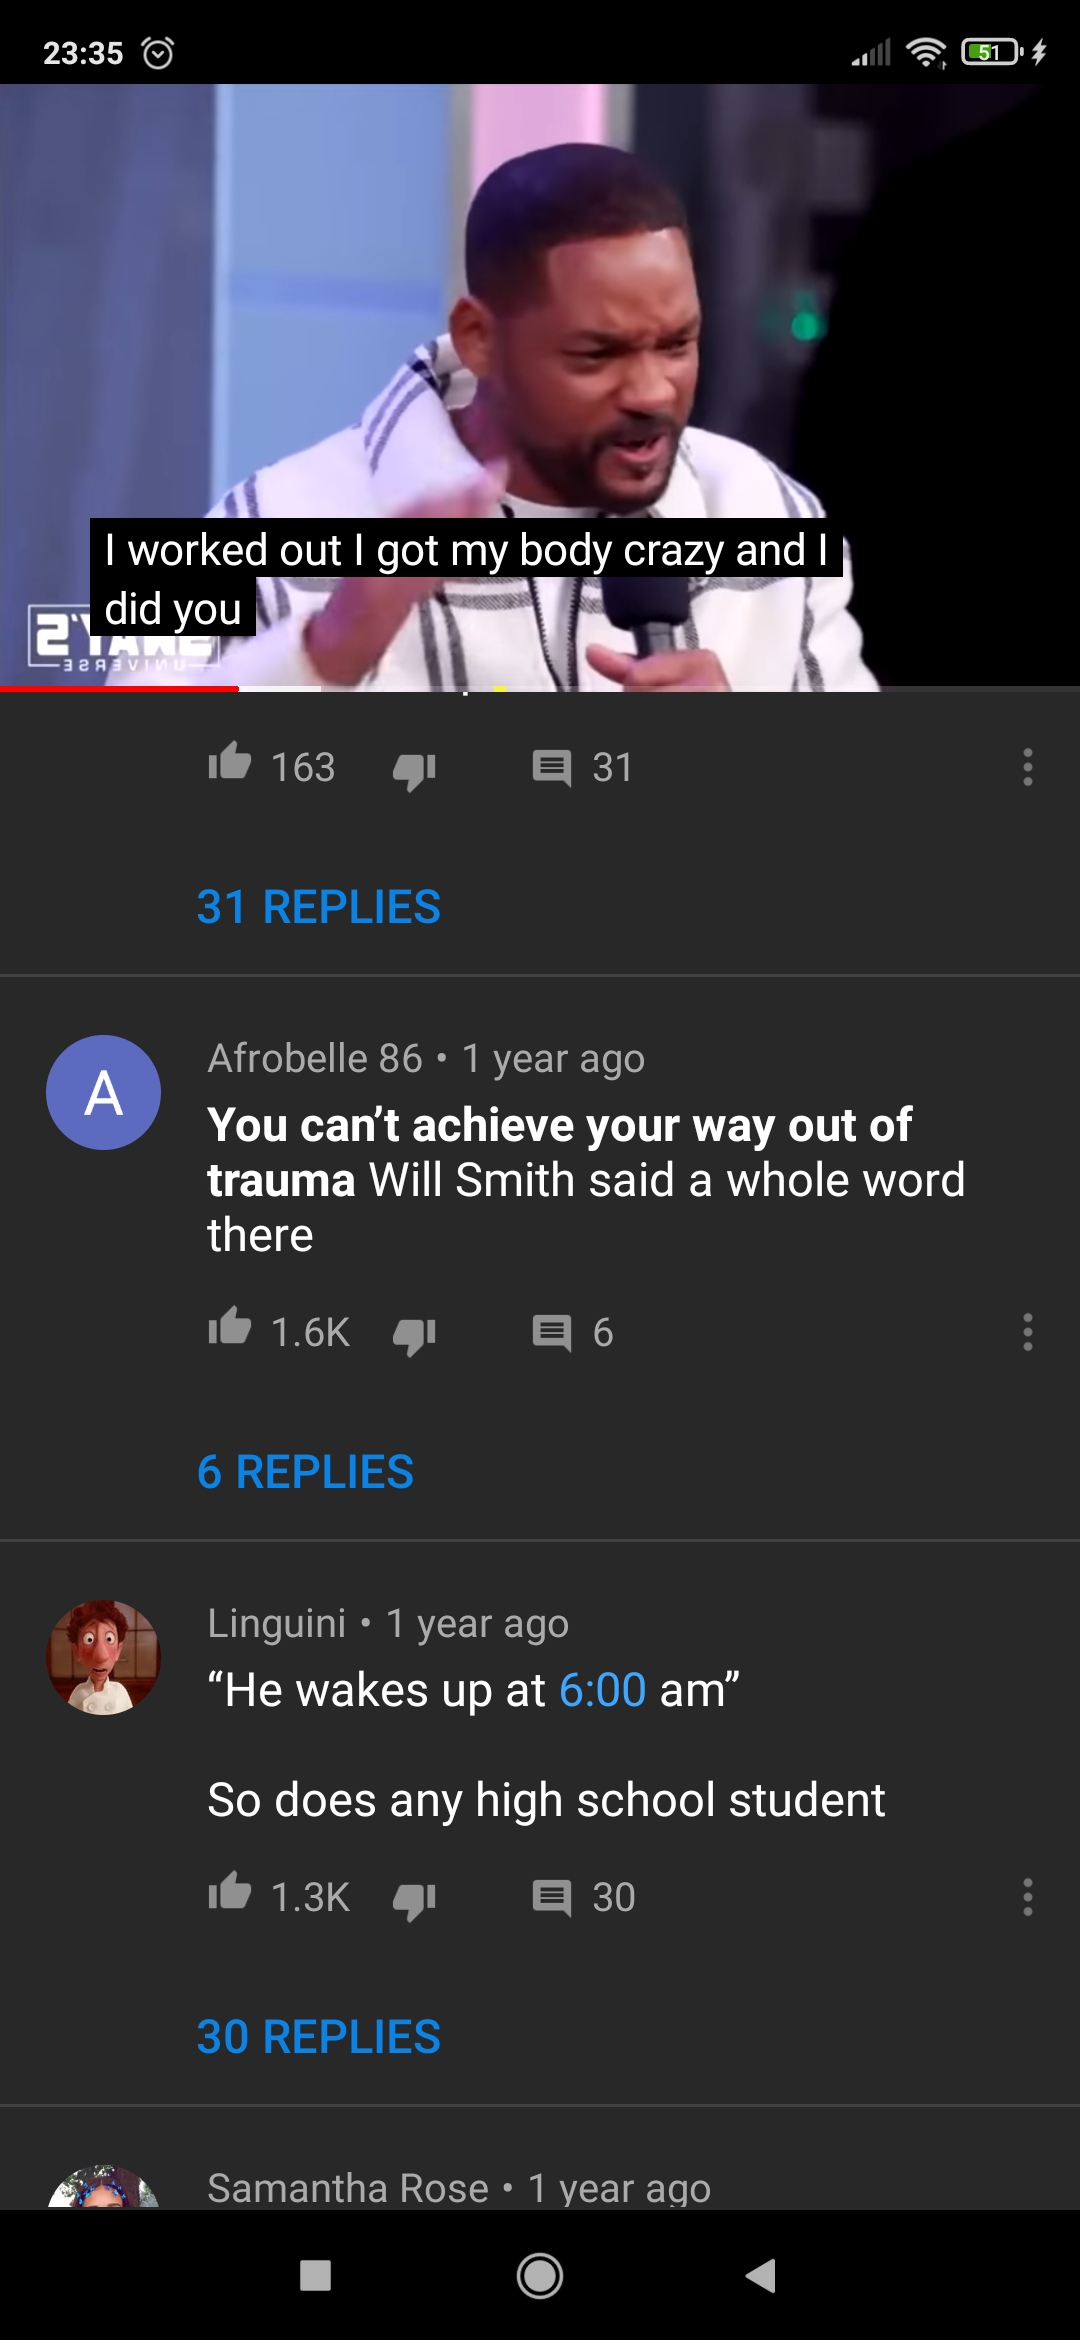 23:35
51
I worked out I got my body crazy and I
did you
SWAY'S
UNIVERSE
163 31
31 REPLIES
A
Afrobelle 86 • 1 year ago
You can’t achieve your way out of
trauma Will Smith said a whole word
there
1.6K 6
6 REPLIES
Linguini • 1 year ago
“He wakes up at 6:00 am”
So does any high school student
1.3K 30
30 REPLIES
Samantha Rose • 1 year ago